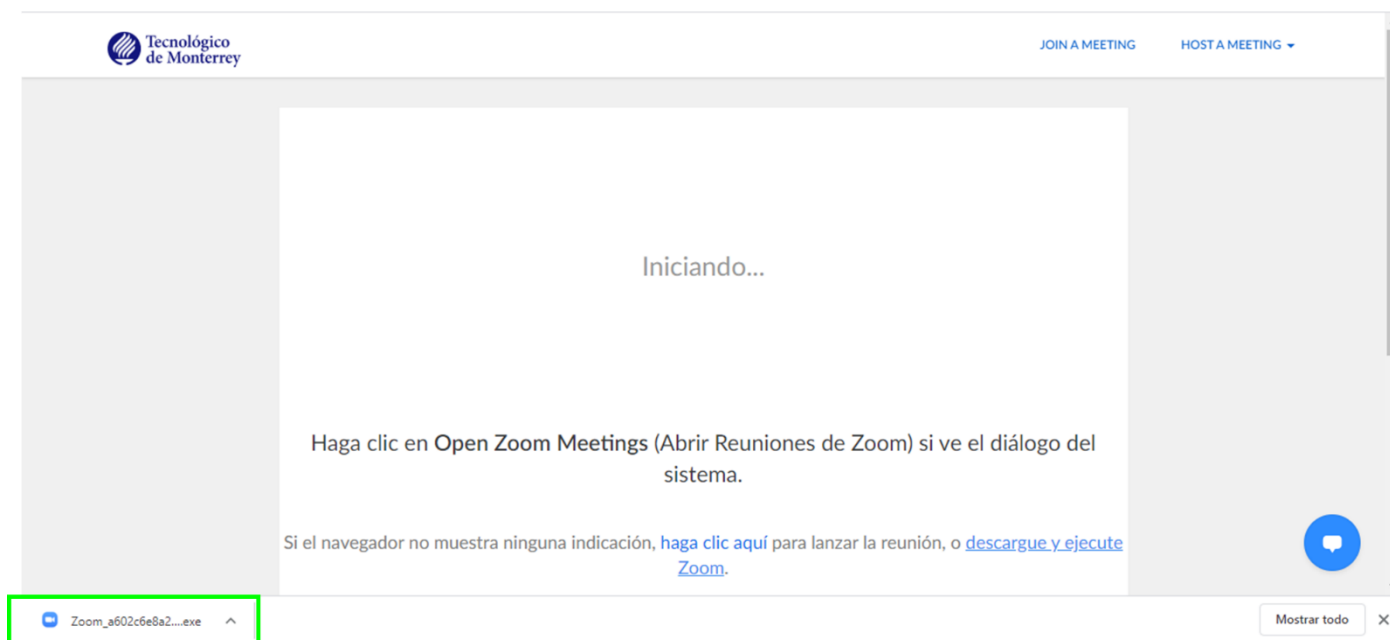 Tecnológico
de Monterrey
JOIN A MEETING
HOST A MEETING
Iniciando...
Haga clic en Open Zoom Meetings (Abrir Reuniones de Zoom) si ve el diálogo del
sistema.
Si el navegador no muestra ninguna indicación, haga clic aquí para lanzar la reunión, o descargue y ejecute
Zoom.
Zoom_a602c6e8a2....exe
Mostrar todo